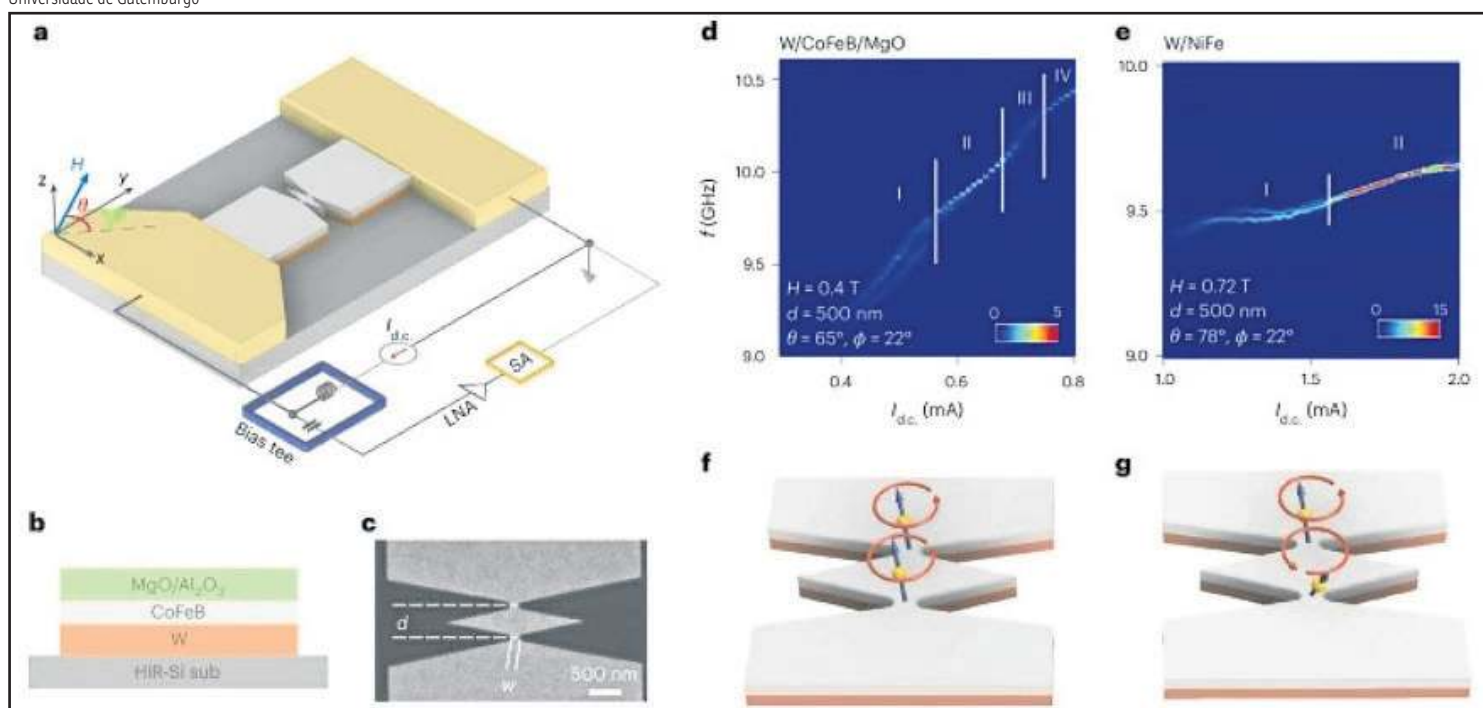 Universidade de Gutemburgo
a
z
H
θ
y
x
I d.c.
Bias tee
LNA
SA
b
MgO/Al₂O₃
CoFeB
W
HiR-Si sub
c
d
w
500 nm
d
W/CoFeB/MgO
10.5
10.0
9.5
9.0
f (GHz)
I
II
III
IV
H = 0.4 T
d = 500 nm
θ = 65°, ϕ = 22°
0
5
0.4
0.6
0.8
I d.c. (mA)
e
W/NiFe
10.0
9.5
9.0
I
II
H = 0.72 T
d = 500 nm
θ = 78°, ϕ = 22°
0
15
1.0
1.5
2.0
I d.c. (mA)
f
g